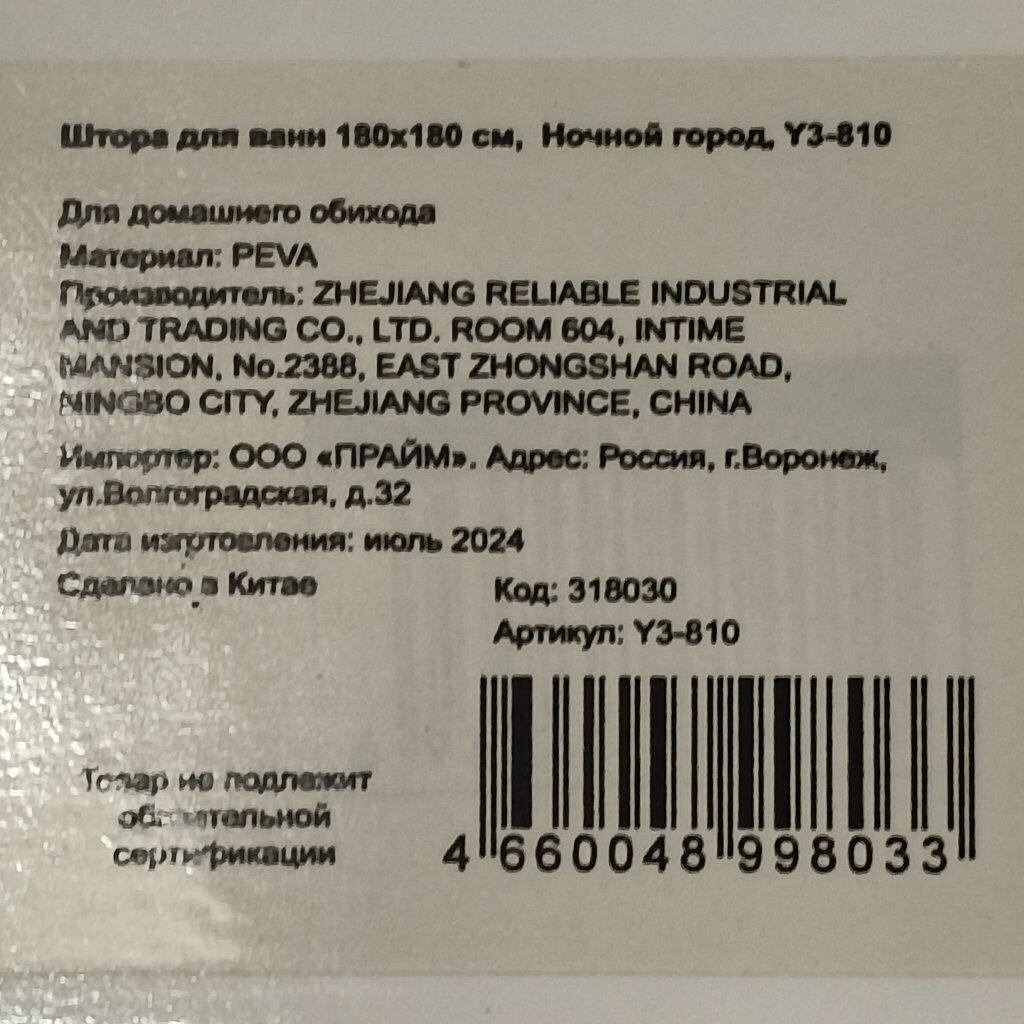 Штора для ванн 180х180 см, Ночной город, Y3-810
Для домашнего обихода
Материал: PEVA
Производитель: ZHEJIANG RELIABLE INDUSTRIAL
AND TRADING CO., LTD. ROOM 604, INTIME
MANSION, No.2388, EAST ZHONGSHAN ROAD,
NINGBO CITY, ZHEJIANG PROVINCE, CHINA
Импортер: ООО «ПРАЙМ». Адрес: Россия, г.Воронеж,
ул.Волгоградская, д.32
Дата изготовления: июль 2024
Сделано в Китае
Код: 318030
Артикул: Y3-810
Товар не подлежит
обязательной
сертификации
4 660048 998033